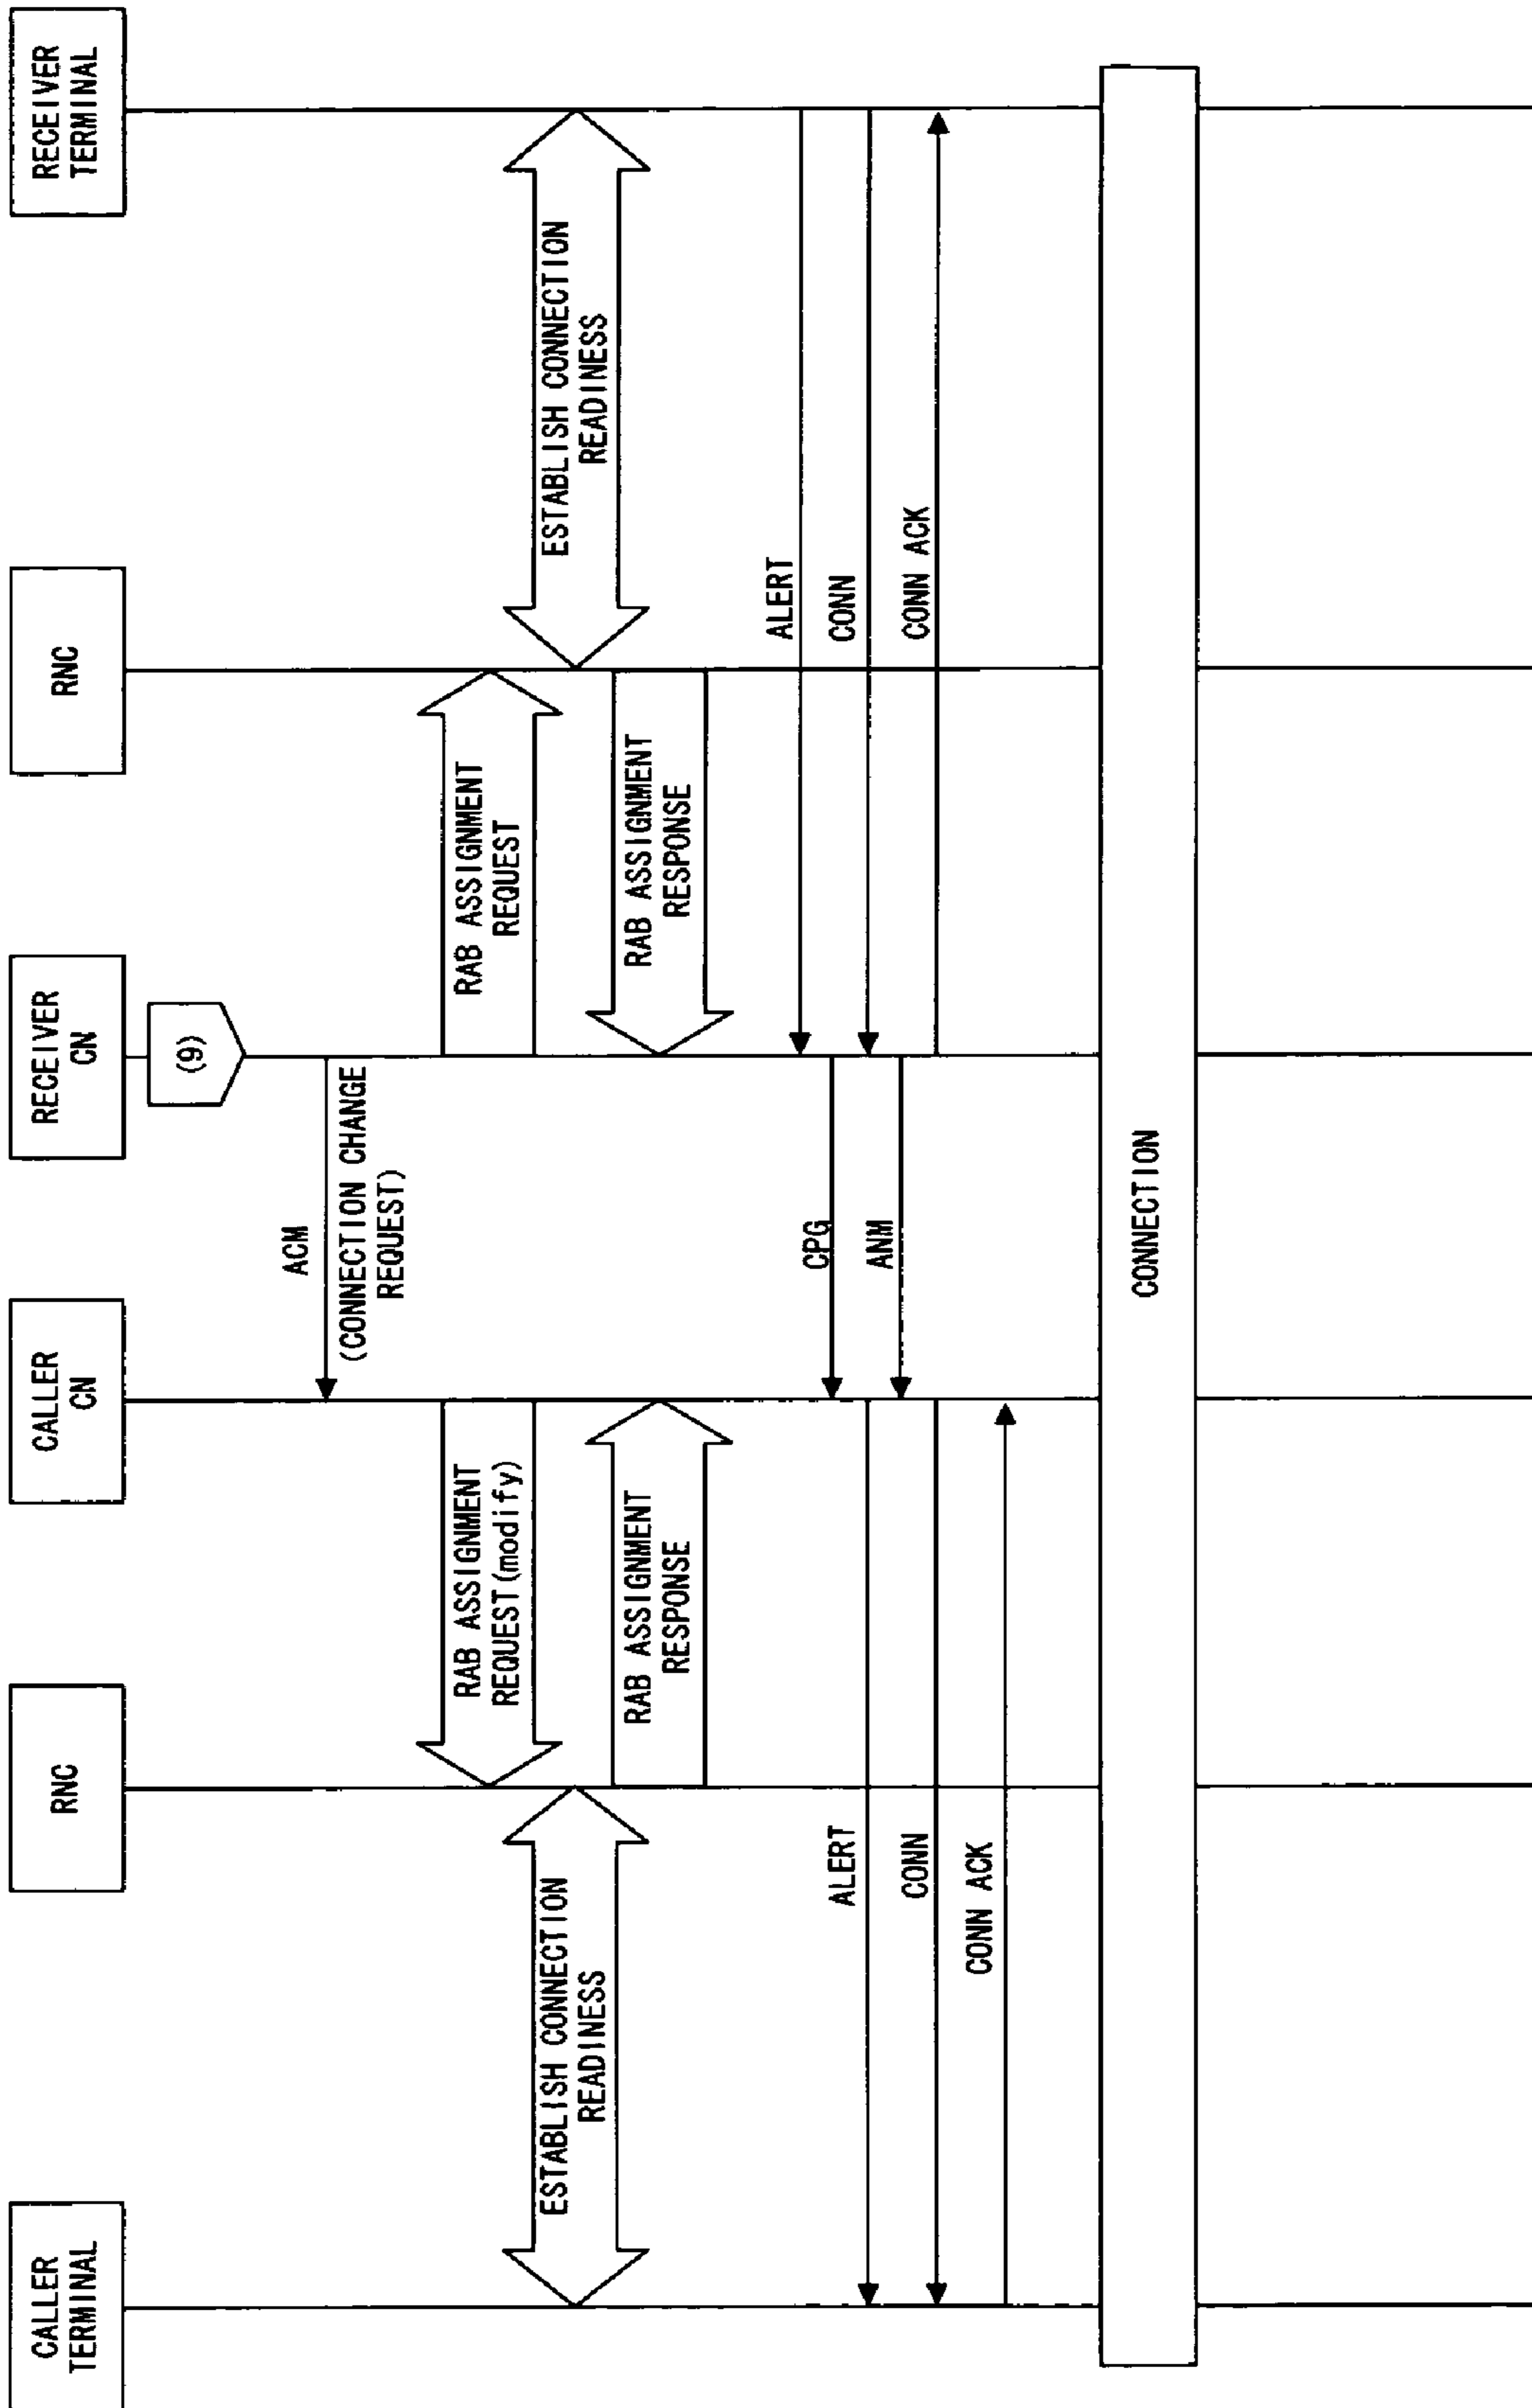 CALLER
TERMINAL
RNC
CALLER
CN
RECEIVER
CN
RNC
RECEIVER
TERMINAL
(9)
ACM
(CONNECTION CHANGE
REQUEST)
RAB ASSIGNMENT
REQUEST(modify)
RAB ASSIGNMENT
REQUEST
ESTABLISH CONNECTION
READINESS
ESTABLISH CONNECTION
READINESS
RAB ASSIGNMENT
RESPONSE
RAB ASSIGNMENT
RESPONSE
ALERT
CPG
ALERT
CONN
ANM
CONN
CONN ACK
CONN ACK
CONNECTION